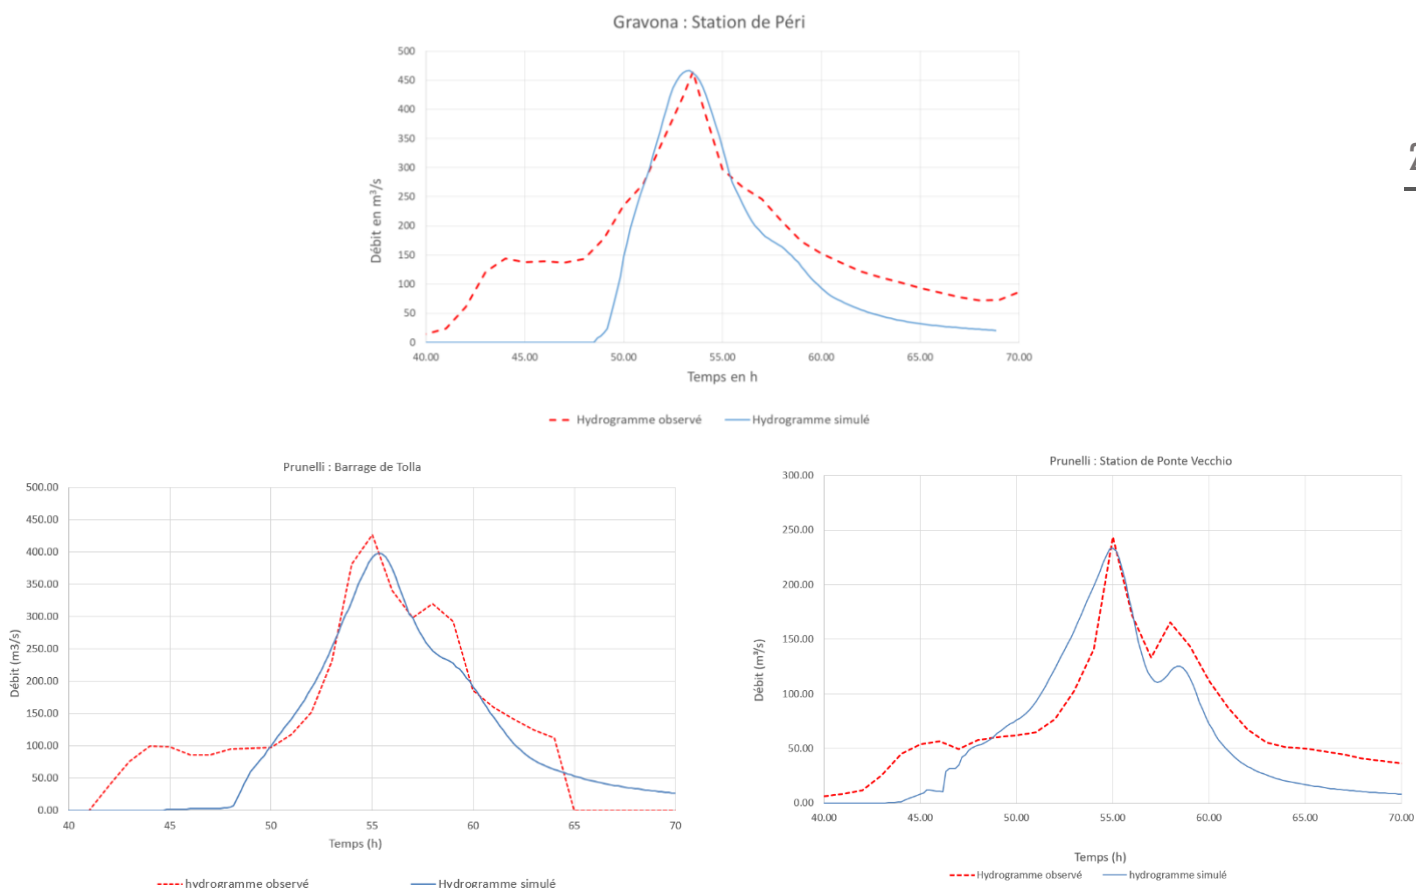 Gravona : Station de Péri
500
450
400
350
300
250
200
150
100
50
0
Débit en m³/s
40.00 45.00 50.00 55.00 60.00 65.00 70.00
Temps en h
Hydrogramme observé Hydrogramme simulé
2
Prunelli : Barrage de Tolla
500.00
450.00
400.00
350.00
300.00
250.00
200.00
150.00
100.00
50.00
0.00
Débit (m3/s)
40 45 50 55 60 65 70
Temps (h)
hydrogramme observé Hydrogramme simulé
Prunelli : Station de Ponte Vecchio
300.00
250.00
200.00
150.00
100.00
50.00
0.00
Débit (m³/s)
40.00 45.00 50.00 55.00 60.00 65.00 70.00
Temps (h)
Hydrogramme observé hydrogramme simulé